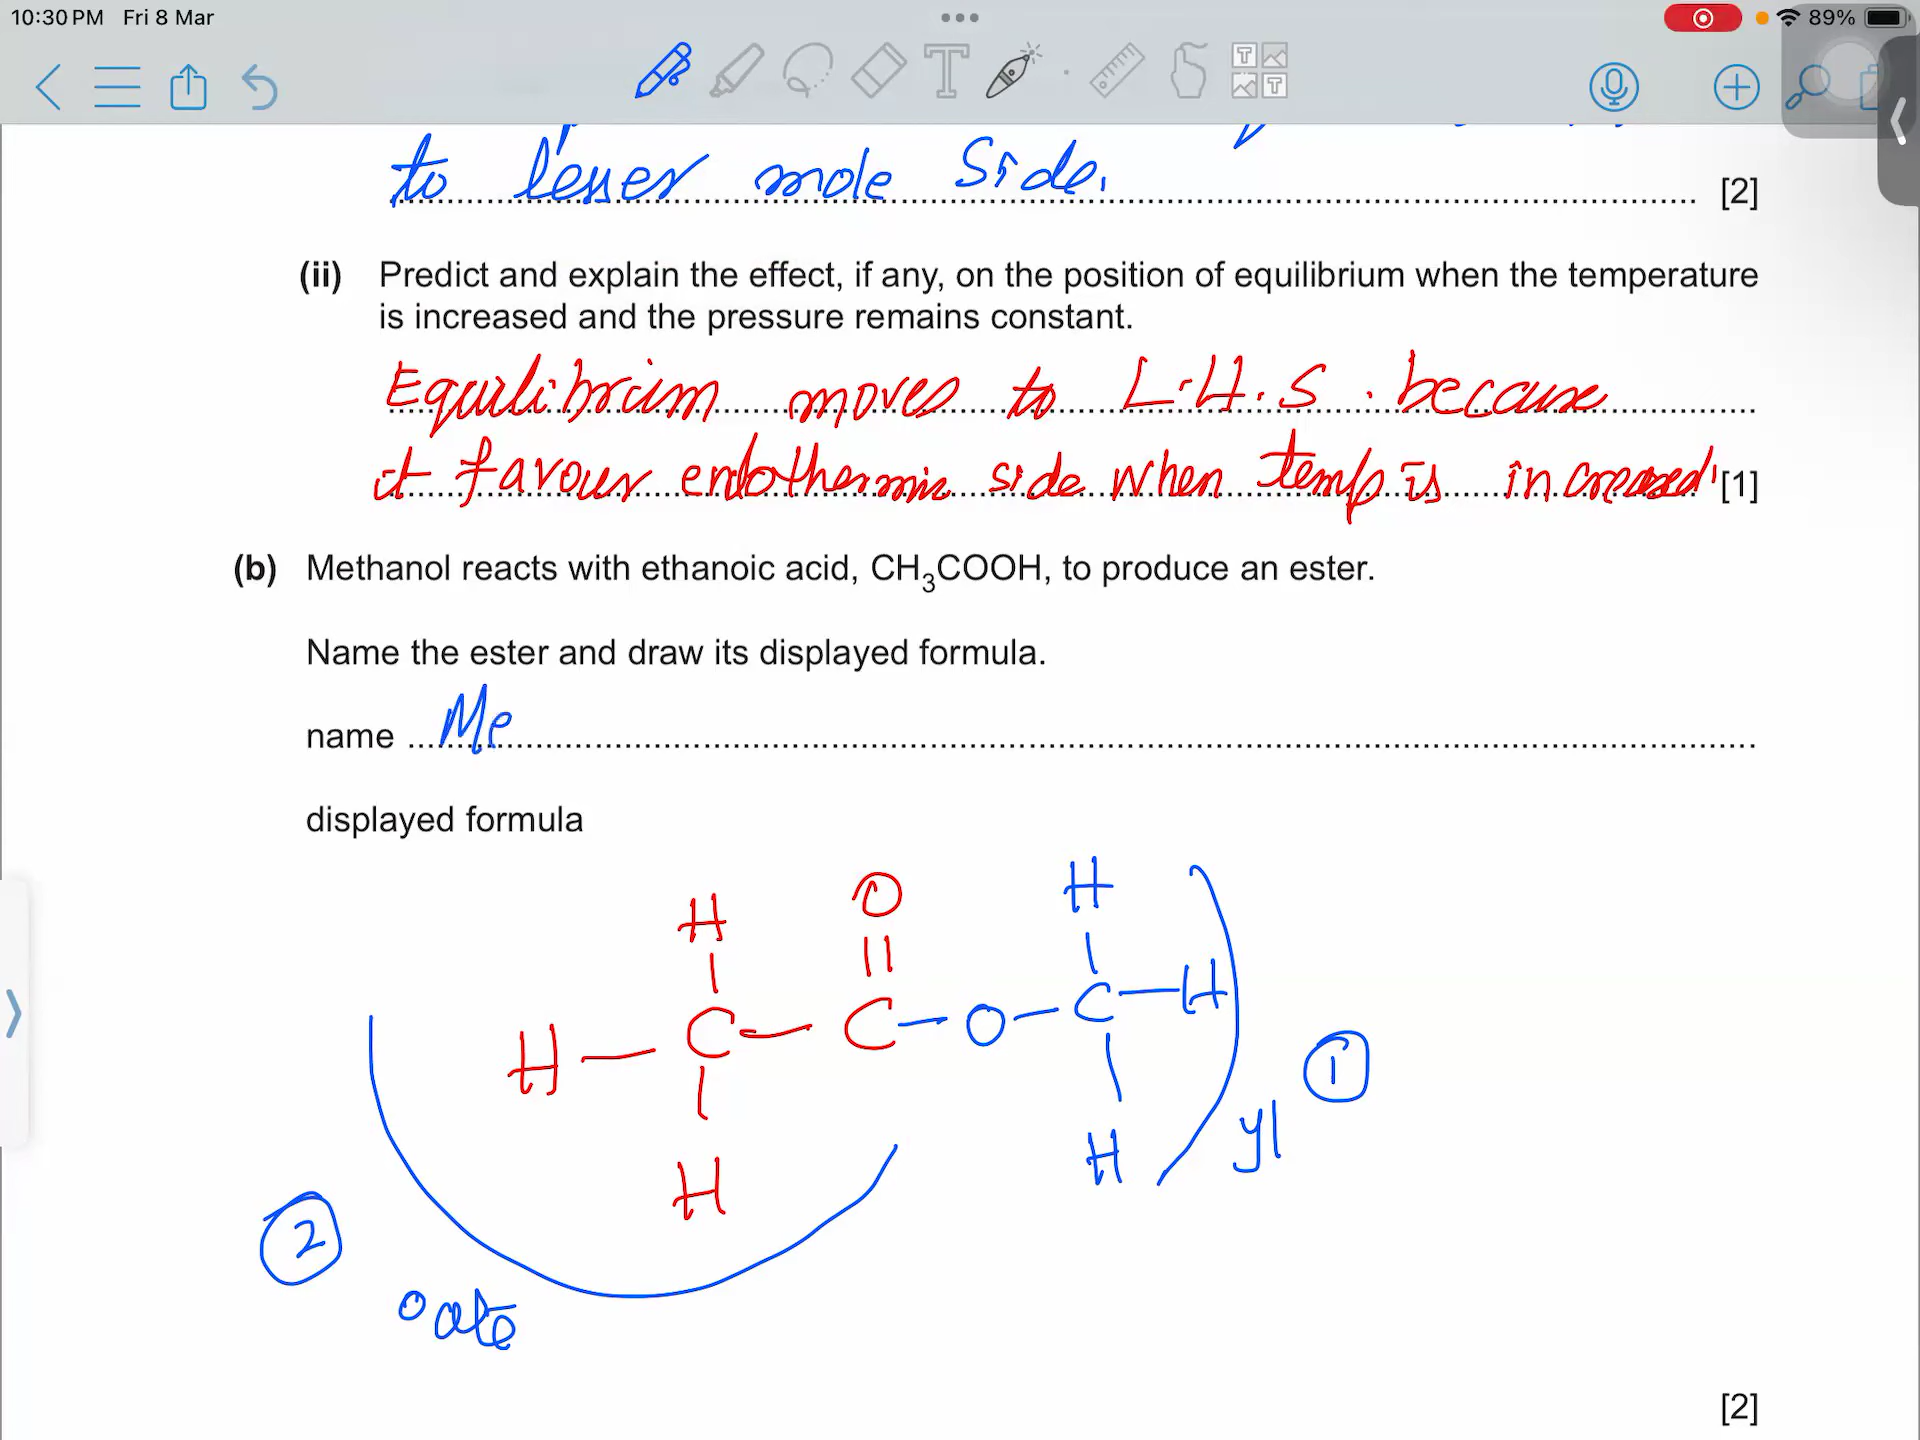 10:30 PM Fri 8 Mar
89%
to lesser mole side.
[2]
(ii) Predict and explain the effect, if any, on the position of equilibrium when the temperature
is increased and the pressure remains constant.
Equilibrium moves to L.H.S. because
it favour endothermic side when temp is increased. [1]
(b) Methanol reacts with ethanoic acid, CH₃COOH, to produce an ester.
Name the ester and draw its displayed formula.
name Me
displayed formula
H O H
C C O C H
H
H H
yl 1
2
oate
[2]